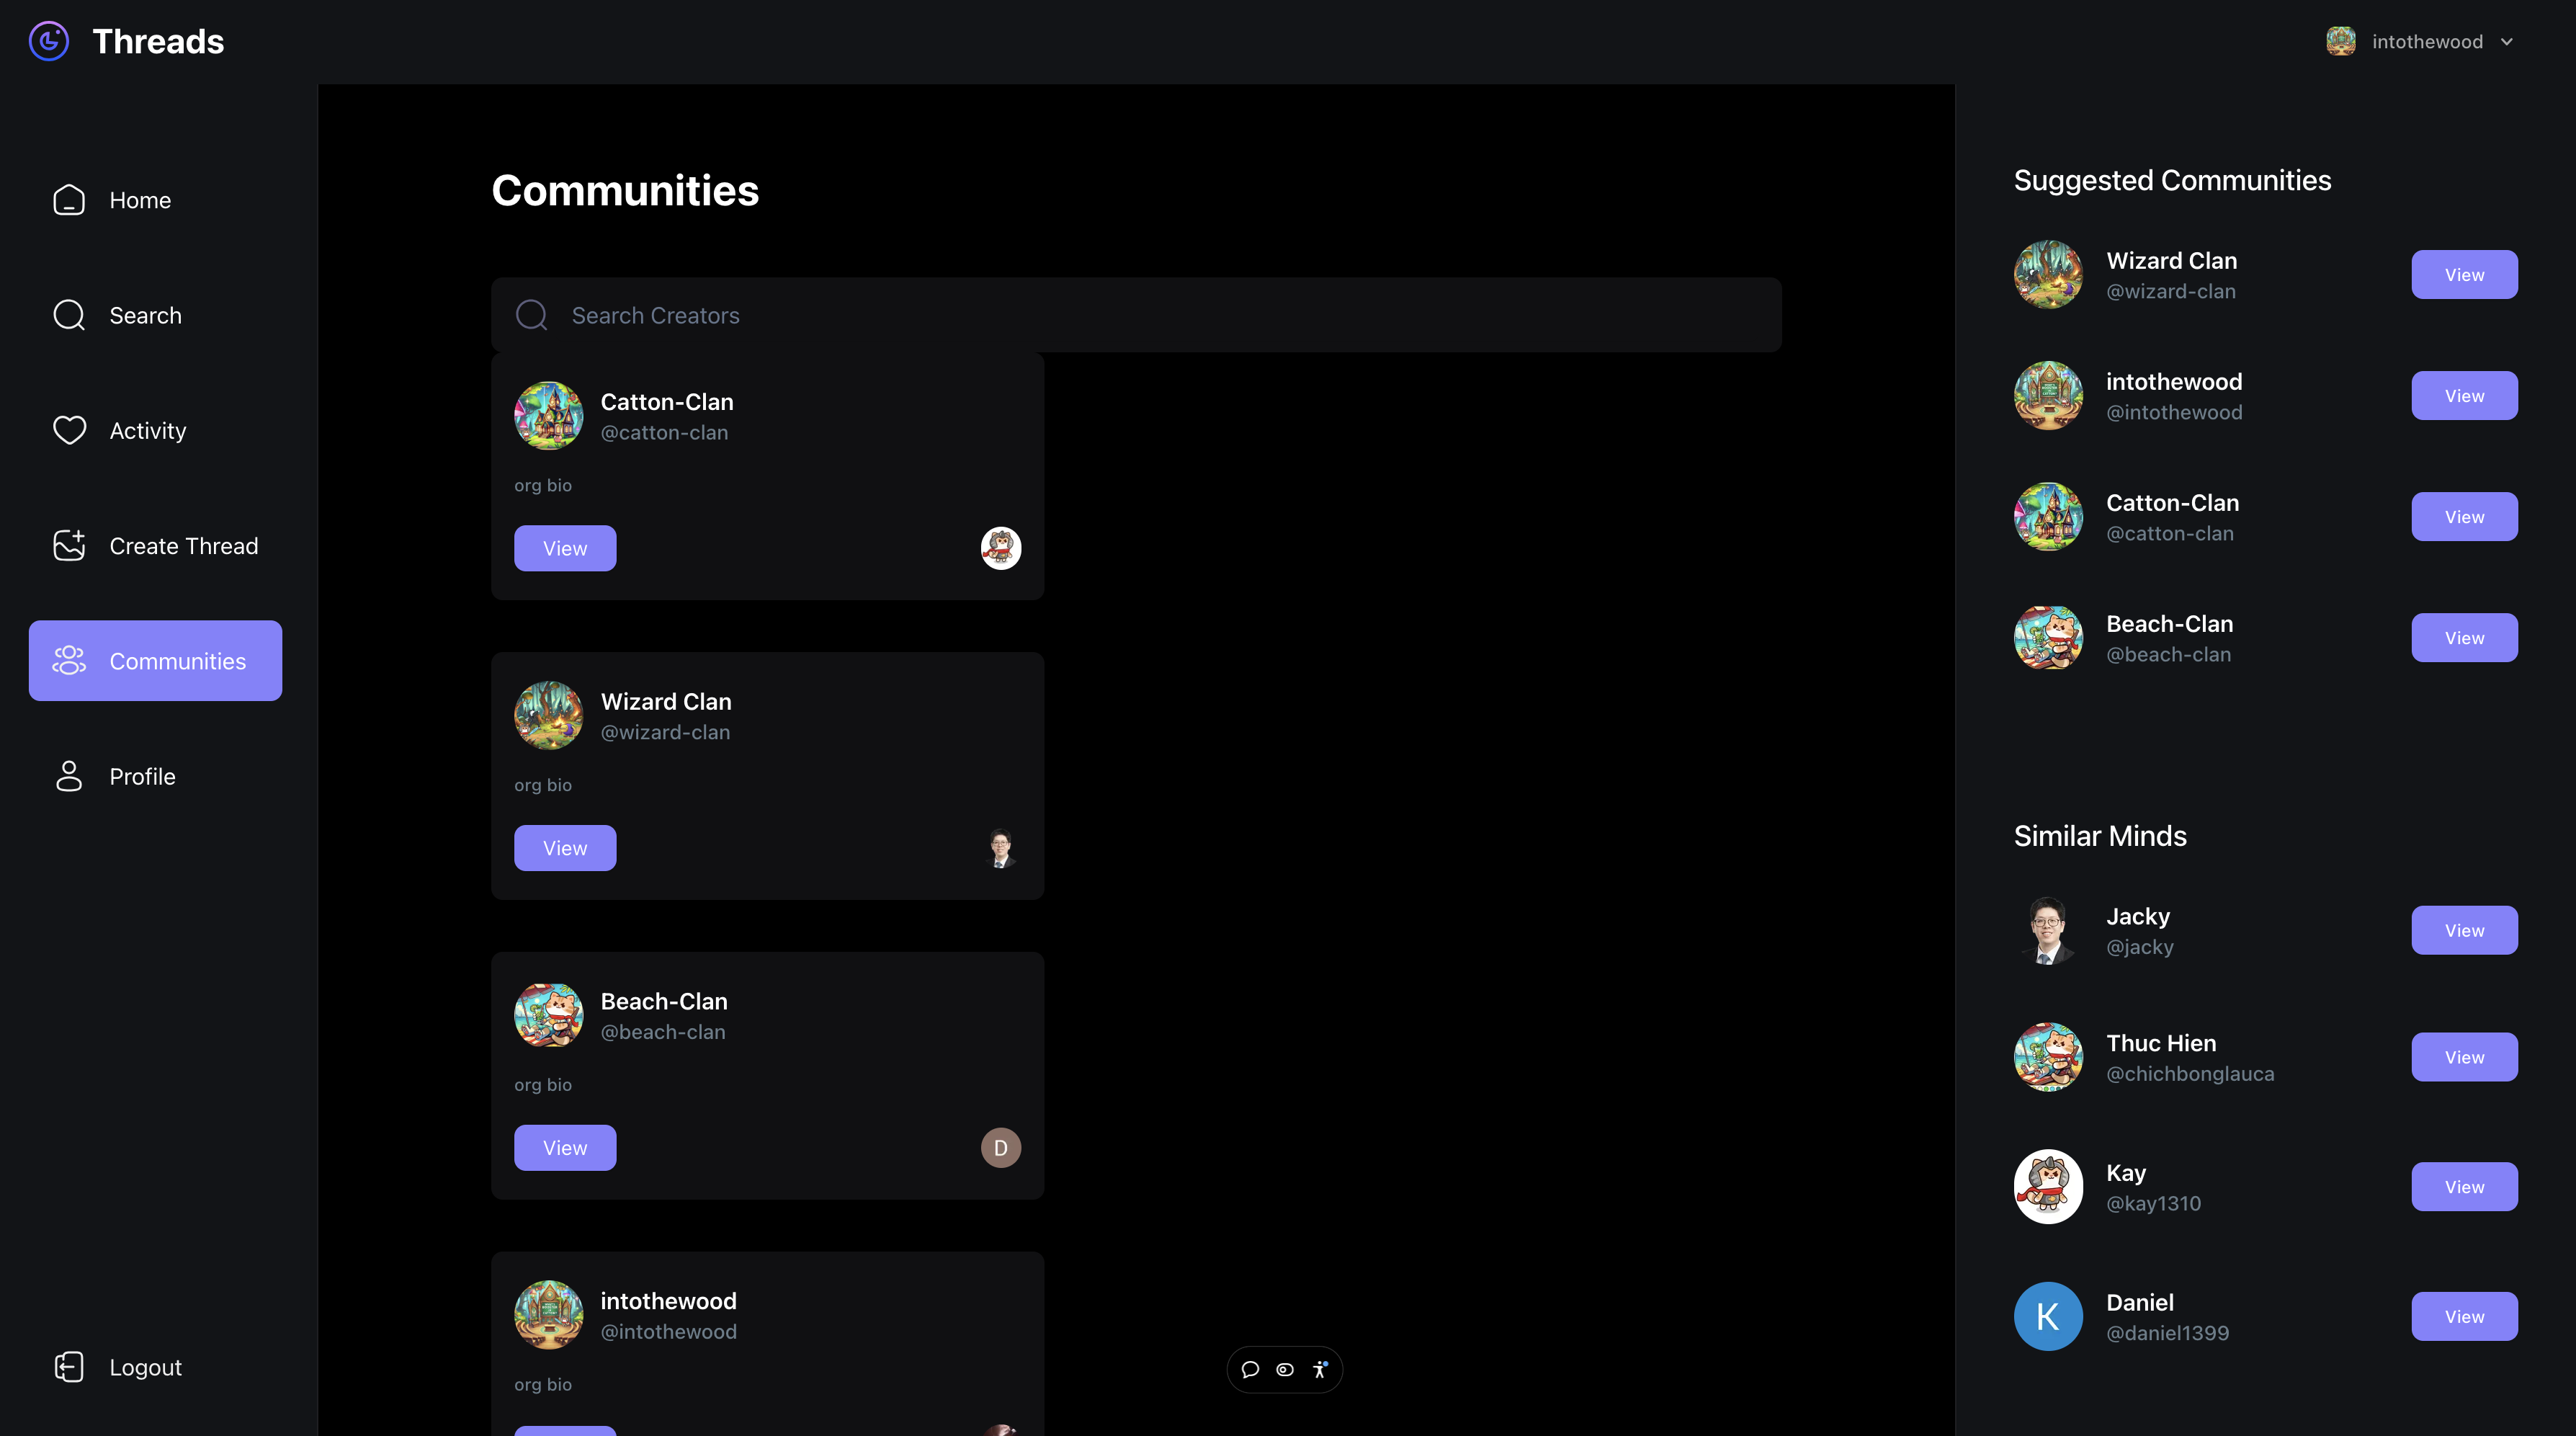 Threads
intothewood
Home
Search
Activity
Create Thread
Communities
Profile
Logout
Communities
Search Creators
Catton-Clan
@catton-clan
org bio
View
Wizard Clan
@wizard-clan
org bio
View
Beach-Clan
@beach-clan
org bio
View
D
intothewood
@intothewood
org bio
Suggested Communities
Wizard Clan
@wizard-clan
View
intothewood
@intothewood
View
Catton-Clan
@catton-clan
View
Beach-Clan
@beach-clan
View
Similar Minds
Jacky
@jacky
View
Thuc Hien
@chichbonglauca
View
Kay
@kay1310
View
K
Daniel
@daniel1399
View